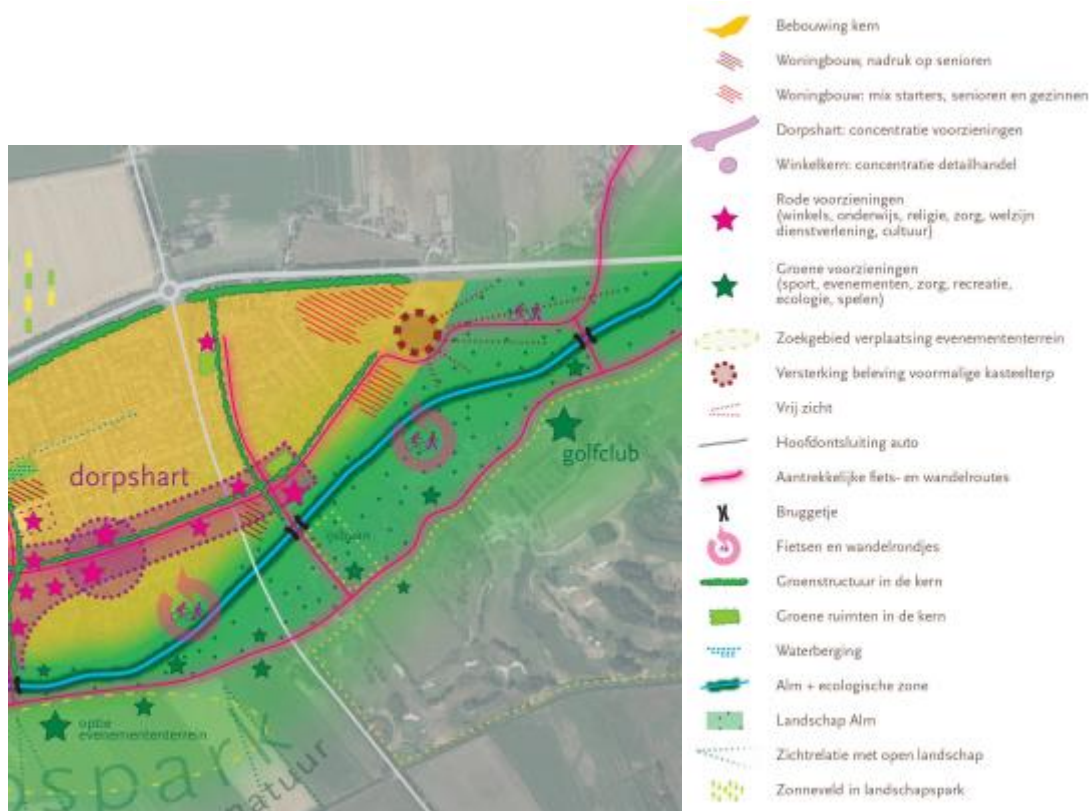 Bebouwing kern
Woningbouw, nadruk op senioren
Woningbouw: mix starters, senioren en gezinnen
Dorpshart: concentratie voorzieningen
Winkelkern: concentratie detailhandel
Rode voorzieningen
(winkels, onderwijs, religie, zorg, welzijn
dienstverlening, cultuur)
Groene voorzieningen
(sport, evenementen, zorg, recreatie,
ecologie, spelen)
Zoekgebied verplaatsing evenemententerrein
Versterking beleving voormalige kasteelterp
Vrij zicht
Hoofdontsluiting auto
Aantrekkelijke fiets- en wandelroutes
Bruggetje
Fietsen en wandelrondjes
Groenstructuur in de kern
Groene ruimten in de kern
Waterberging
Alm + ecologische zone
Landschap Alm
Zichtrelatie met open landschap
Zonneveld in landschapspark
dorpshart
golfclub
ijsbaan
optie
evenemententerrein
dspark
natuur